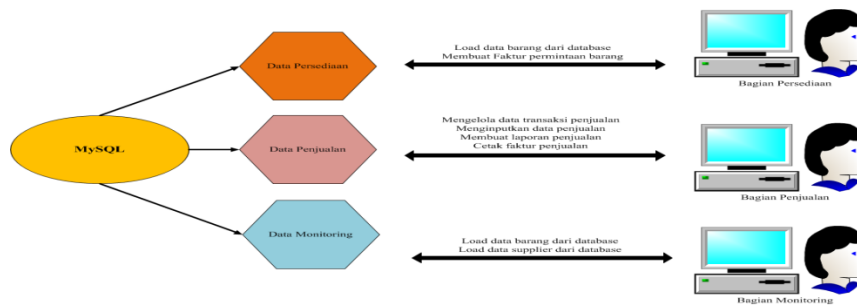 Data Persediaan
Load data barang dari database
Membuat Faktur permintaan barang
Bagian Persediaan
MySQL
Data Penjualan
Mengelola data transaksi penjualan
Menginputkan data penjualan
Membuat laporan penjualan
Cetak faktur penjualan
Bagian Penjualan
Data Monitoring
Load data barang dari database
Load data supplier dari database
Bagian Monitoring